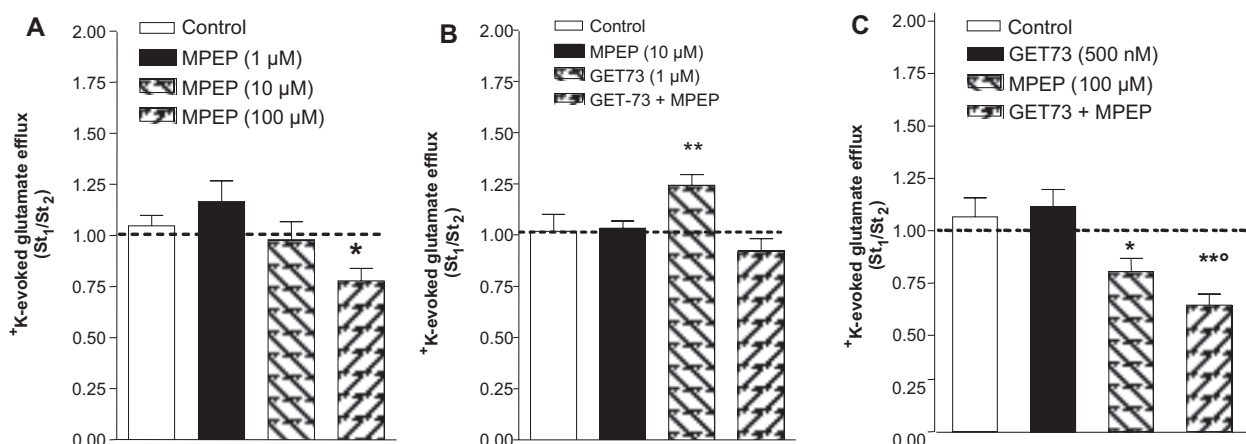 A
Control
MPEP (1 µM)
MPEP (10 µM)
MPEP (100 µM)
+K-evoked glutamate efflux
(St1/St2)
2.00
1.75
1.50
1.25
1.00
0.75
0.50
0.25
0.00
*
B
Control
MPEP (10 µM)
GET73 (1 µM)
GET-73 + MPEP
+K-evoked glutamate efflux
(St1/St2)
2.00
1.75
1.50
1.25
1.00
0.75
0.50
0.25
0.00
**
C
Control
GET73 (500 nM)
MPEP (100 µM)
GET73 + MPEP
+K-evoked glutamate efflux
(St1/St2)
2.00
1.75
1.50
1.25
1.00
0.75
0.50
0.25
0.00
*
**°